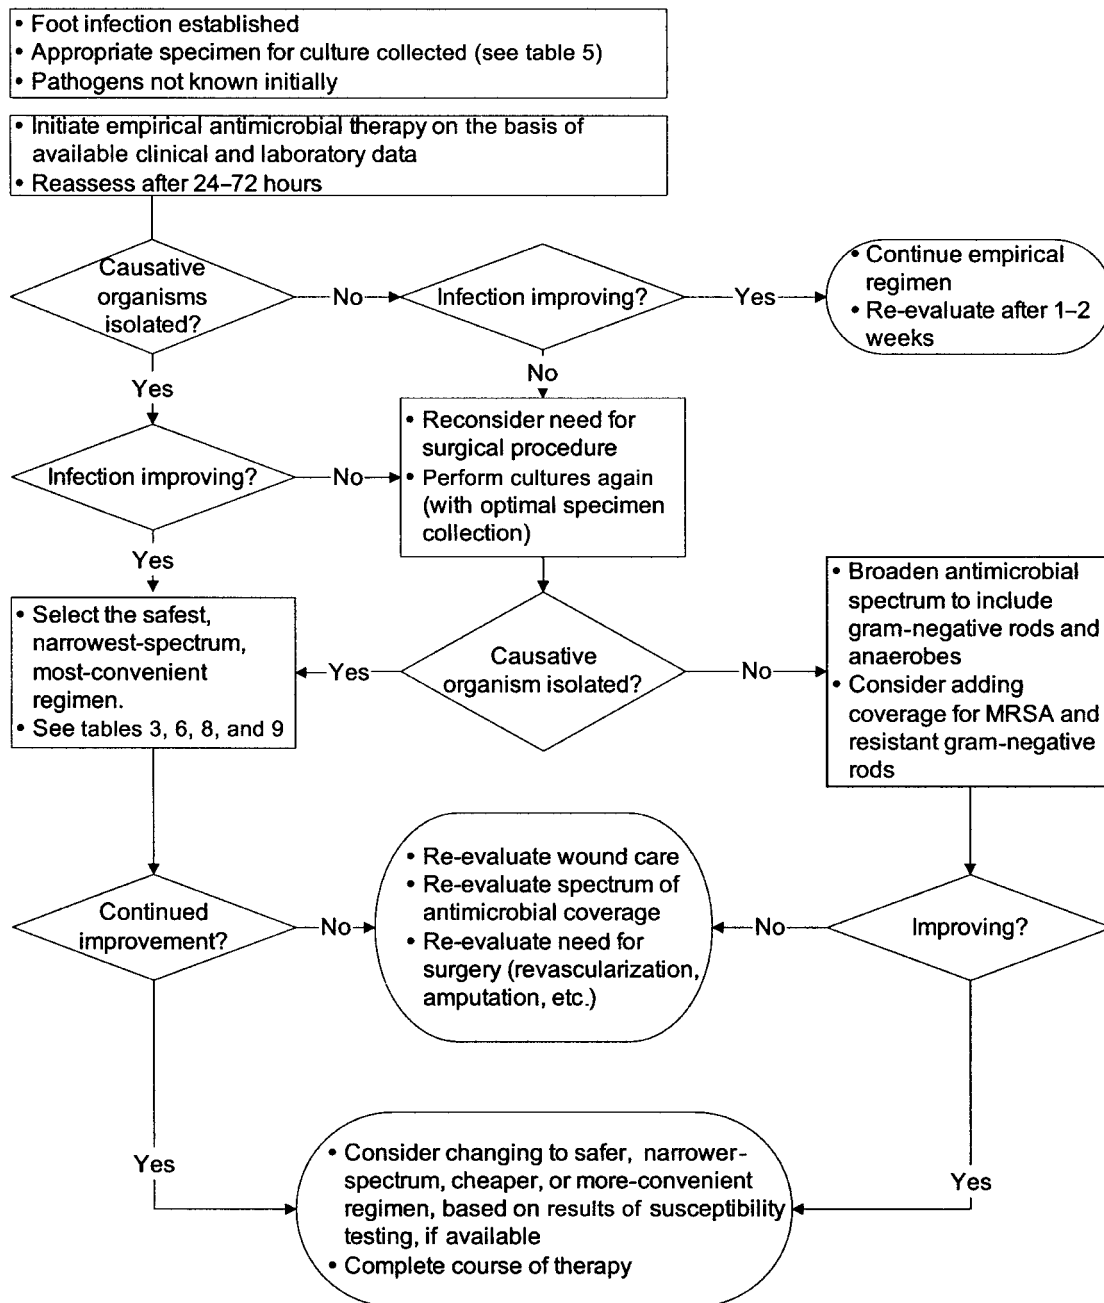 • Foot infection established
• Appropriate specimen for culture collected (see table 5)
• Pathogens not known initially
• Initiate empirical antimicrobial therapy on the basis of
available clinical and laboratory data
• Reassess after 24–72 hours
Causative
organisms
isolated?
No
Infection improving?
Yes
• Continue empirical
regimen
• Re-evaluate after 1–2
weeks
Yes
No
Infection improving?
No
• Reconsider need for
surgical procedure
• Perform cultures again
(with optimal specimen
collection)
Yes
• Select the safest,
narrowest-spectrum,
most-convenient
regimen.
• See tables 3, 6, 8, and 9
Yes
Causative
organism isolated?
No
• Broaden antimicrobial
spectrum to include
gram-negative rods and
anaerobes
• Consider adding
coverage for MRSA and
resistant gram-negative
rods
Continued
improvement?
No
• Re-evaluate wound care
• Re-evaluate spectrum of
antimicrobial coverage
• Re-evaluate need for
surgery (revascularization,
amputation, etc.)
No
Improving?
Yes
• Consider changing to safer, narrower-
spectrum, cheaper, or more-convenient
regimen, based on results of susceptibility
testing, if available
• Complete course of therapy
Yes